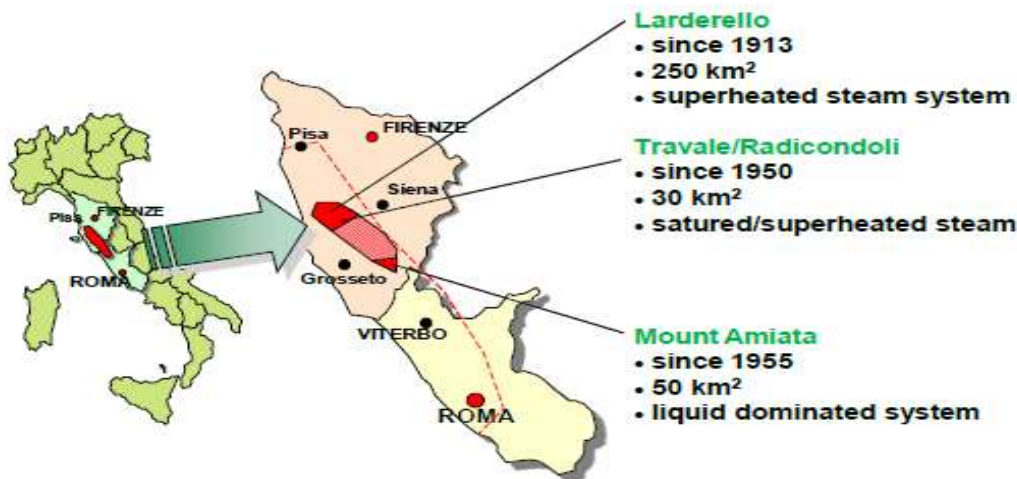 Larderello
• since 1913
• 250 km²
• superheated steam system
Travale/Radicondoli
• since 1950
• 30 km²
• satured/superheated steam
Mount Amiata
• since 1955
• 50 km²
• liquid dominated system
Pisa
FIRENZE
Siena
Grosseto
VITERBO
ROMA
Pisa
FIRENZE
ROMA